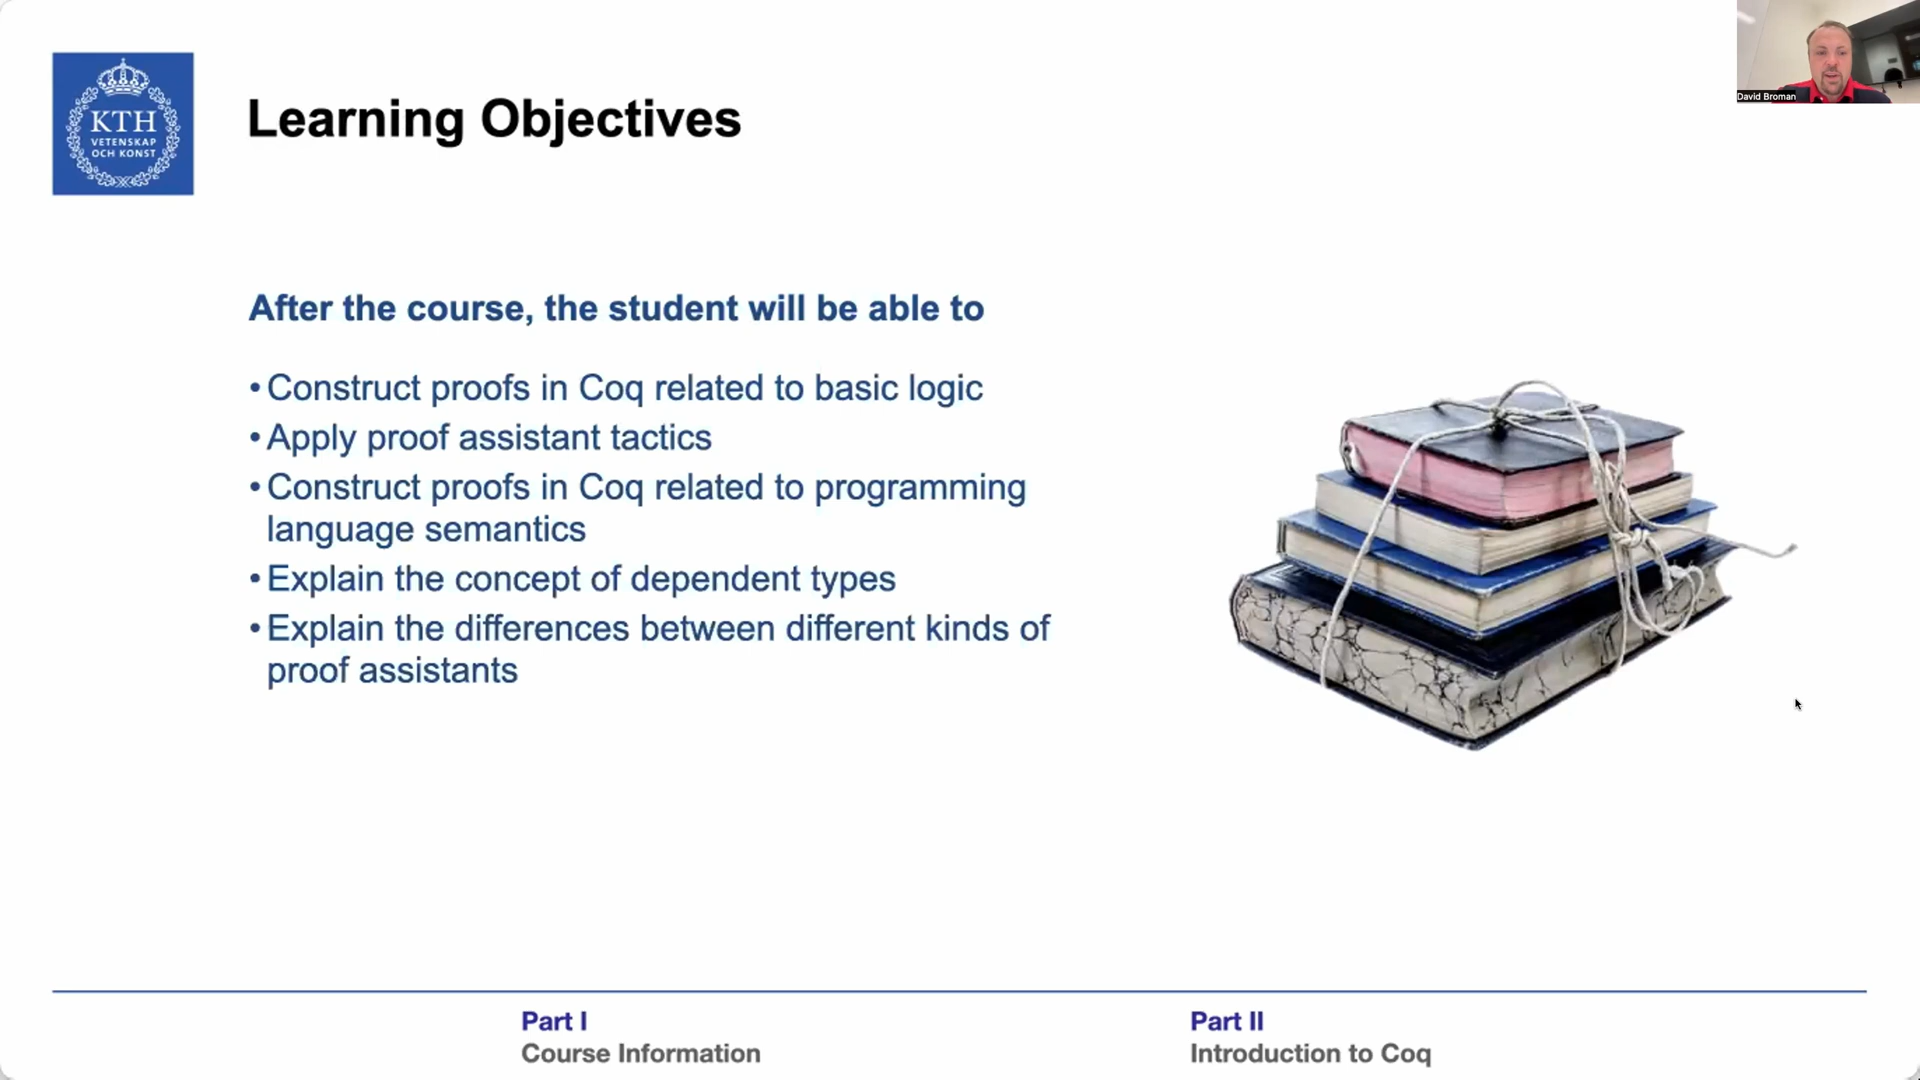 KTH
VETENSKAP
OCH KONST
Learning Objectives
David Broman
After the course, the student will be able to
• Construct proofs in Coq related to basic logic
• Apply proof assistant tactics
• Construct proofs in Coq related to programming
language semantics
• Explain the concept of dependent types
• Explain the differences between different kinds of
proof assistants
Part I
Course Information
Part II
Introduction to Coq